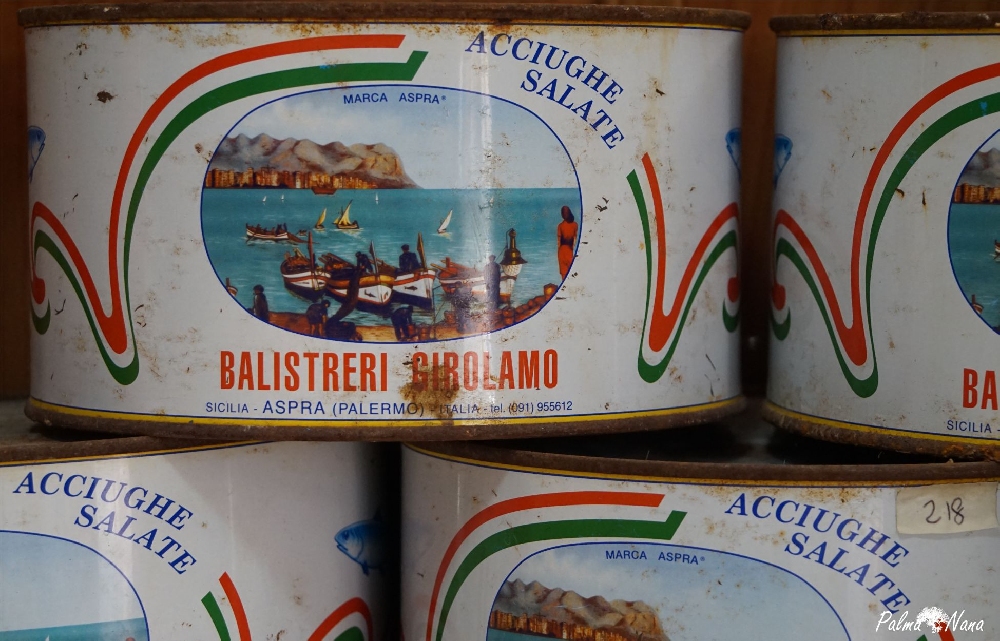 ACCIUGHE
SALATE
MARCA ASPRA®
BALISTRERI GIROLAMO
SICILIA - ASPRA (PALERMO) - ITALIA - tel. (091) 955612
BA
SICILIA
ACCIUGHE
SALATE
ACCIUGHE
SALATE
MARCA ASPRA®
218
Palma Nana